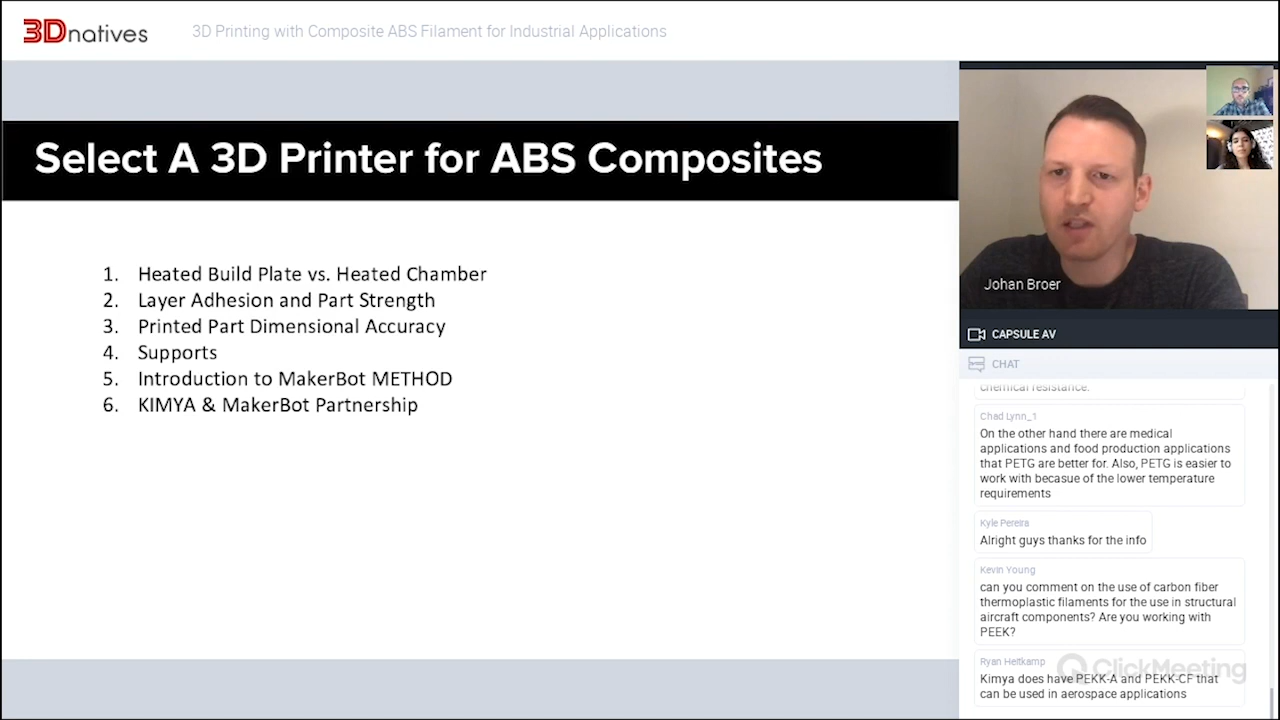 3Dnatives
3D Printing with Composite ABS Filament for Industrial Applications
Select A 3D Printer for ABS Composites
1. Heated Build Plate vs. Heated Chamber
2. Layer Adhesion and Part Strength
3. Printed Part Dimensional Accuracy
4. Supports
5. Introduction to MakerBot METHOD
6. KIMYA & MakerBot Partnership
Johan Broer
CAPSULE AV
CHAT
chemical resistance.
Chad Lynn_1
On the other hand there are medical
applications and food production applications
that PETG are better for. Also, PETG is easier to
work with becasue of the lower temperature
requirements
Kyle Pereira
Alright guys thanks for the info
Kevin Young
can you comment on the use of carbon fiber
thermoplastic filaments for the use in structural
aircraft components? Are you working with
PEEK?
Ryan Heitkamp
Kimya does have PEKK-A and PEKK-CF that
can be used in aerospace applications
ClickMeeting